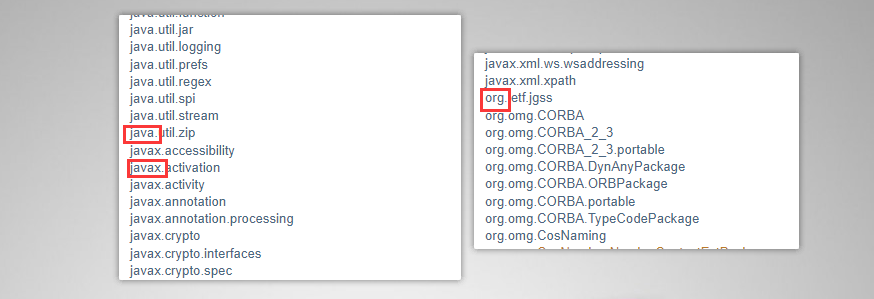 java.util.jar
java.util.logging
java.util.prefs
java.util.regex
java.util.spi
java.util.stream
java.util.zip
javax.accessibility
javax.activation
javax.activity
javax.annotation
javax.annotation.processing
javax.crypto
javax.crypto.interfaces
javax.crypto.spec
javax.xml.ws.wsaddressing
javax.xml.xpath
org.ietf.jgss
org.omg.CORBA
org.omg.CORBA_2_3
org.omg.CORBA_2_3.portable
org.omg.CORBA.DynAnyPackage
org.omg.CORBA.ORBPackage
org.omg.CORBA.portable
org.omg.CORBA.TypeCodePackage
org.omg.CosNaming